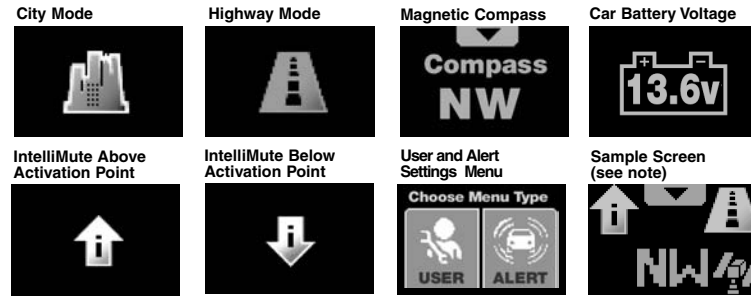 City Mode
Highway Mode
Magnetic Compass
Car Battery Voltage
Compass
NW
+ −
13.6v
IntelliMute Above
Activation Point
IntelliMute Below
Activation Point
User and Alert
Settings Menu
Sample Screen
(see note)
i
i
Choose Menu Type
USER
ALERT
i
NW